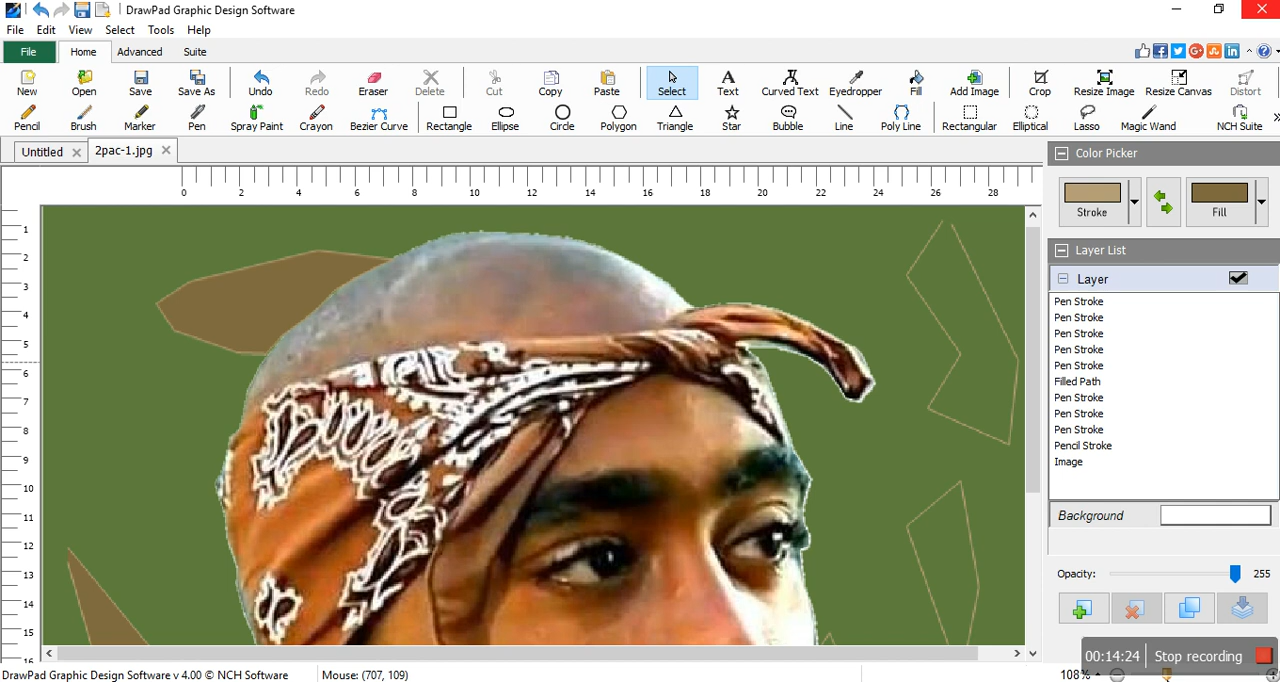 DrawPad Graphic Design Software
File Edit View Select Tools Help
File Home Advanced Suite
New Open Save Save As Undo Redo Eraser Delete Cut Copy Paste Select Text Curved Text Eyedropper Fill Add Image Crop Resize Image Resize Canvas Distort
Pencil Brush Marker Pen Spray Paint Crayon Bezier Curve Rectangle Ellipse Circle Polygon Triangle Star Bubble Line Poly Line Rectangular Elliptical Lasso Magic Wand NCH Suite »
Untitled 2pac-1.jpg
Color Picker
0 2 4 6 8 10 12 14 16 18 20 22 24 26 28
Stroke Fill
1
2
3
4
5
6
7
8
9
10
11
12
13
14
15
16
Layer List
Layer
Pen Stroke
Pen Stroke
Pen Stroke
Pen Stroke
Pen Stroke
Filled Path
Pen Stroke
Pen Stroke
Pen Stroke
Pencil Stroke
Image
Background
Opacity: 255
00:14:24 Stop recording
DrawPad Graphic Design Software v 4.00 © NCH Software Mouse: (707, 109) 108%